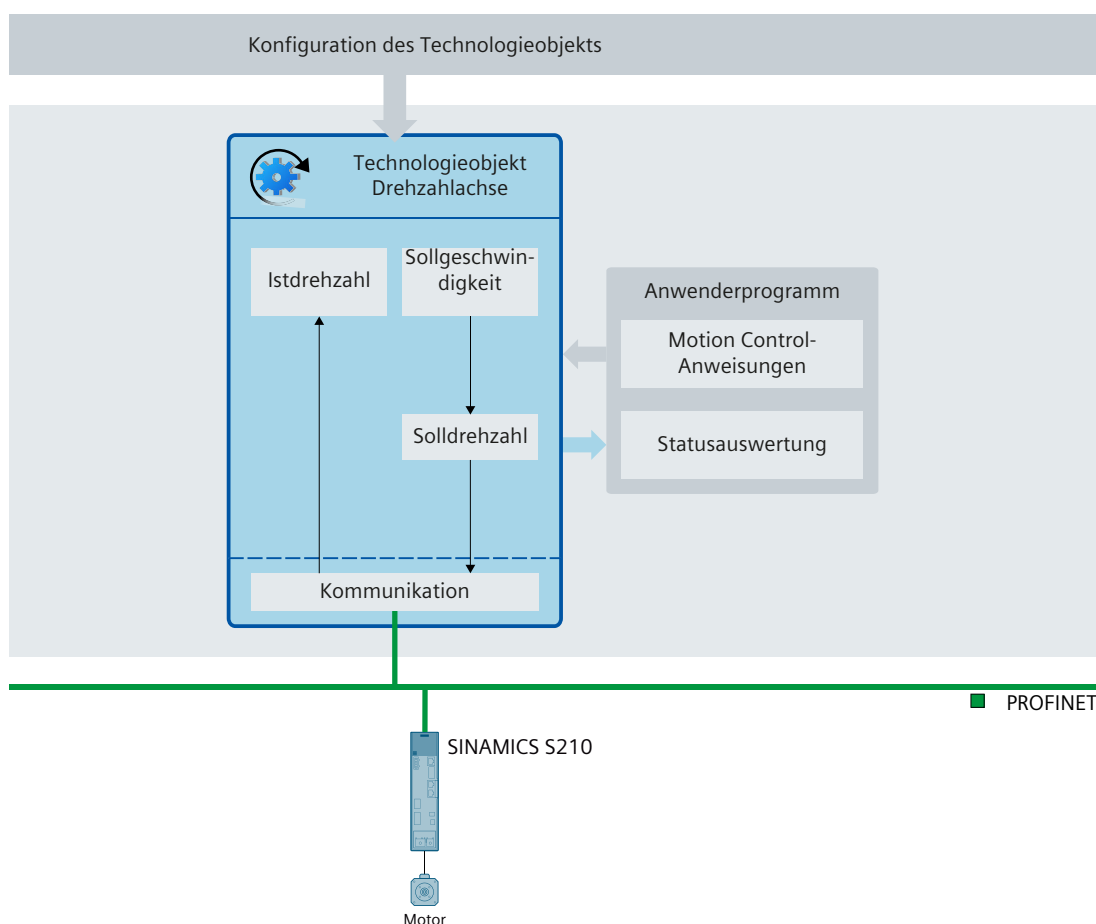 Konfiguration des Technologieobjekts
Technologieobjekt
Drehzahlachse
Istdrehzahl
Sollgeschwin-
digkeit
Solldrehzahl
Kommunikation
Anwenderprogramm
Motion Control-
Anweisungen
Statusauswertung
PROFINET
SINAMICS S210
Motor